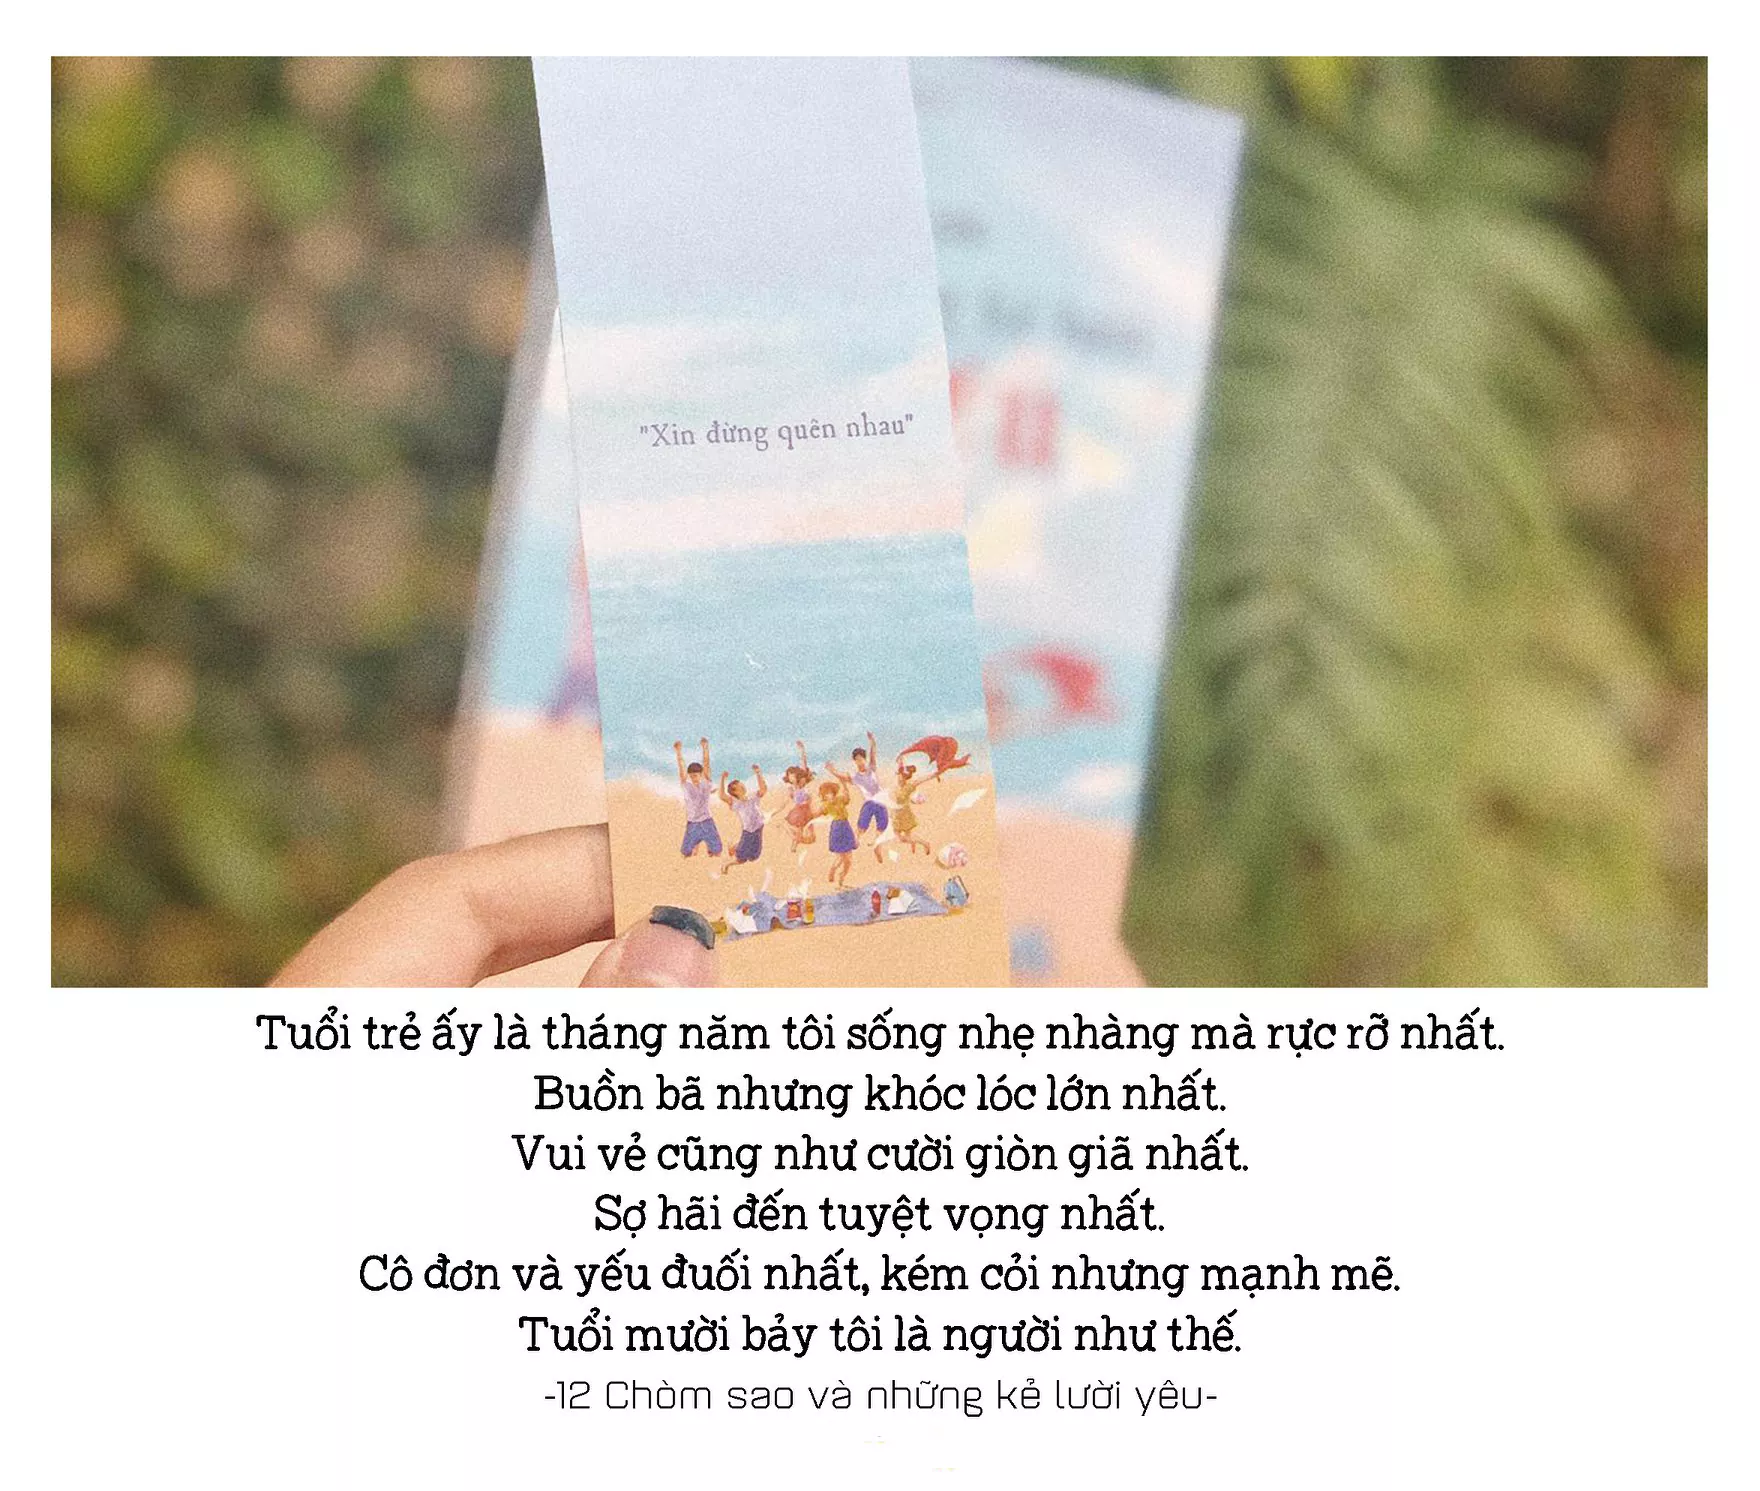 "Xin đừng quên nhau"
Tuổi trẻ ấy là tháng năm tôi sống nhẹ nhàng mà rực rỡ nhất.
Buồn bã nhưng khóc lóc lớn nhất.
Vui vẻ cũng như cười giòn giã nhất.
Sợ hãi đến tuyệt vọng nhất.
Cô đơn và yếu đuối nhất, kém cỏi nhưng mạnh mẽ.
Tuổi mười bảy tôi là người như thế.
-12 Chòm sao và những kẻ lười yêu-